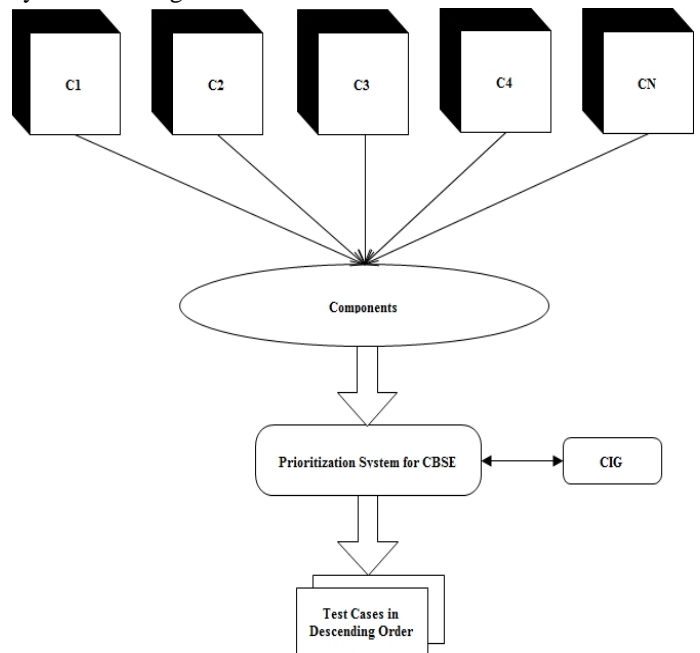 C1
C2
C3
C4
CN
Components
Prioritization System for CBSE
CIG
Test Cases in
Descending Order